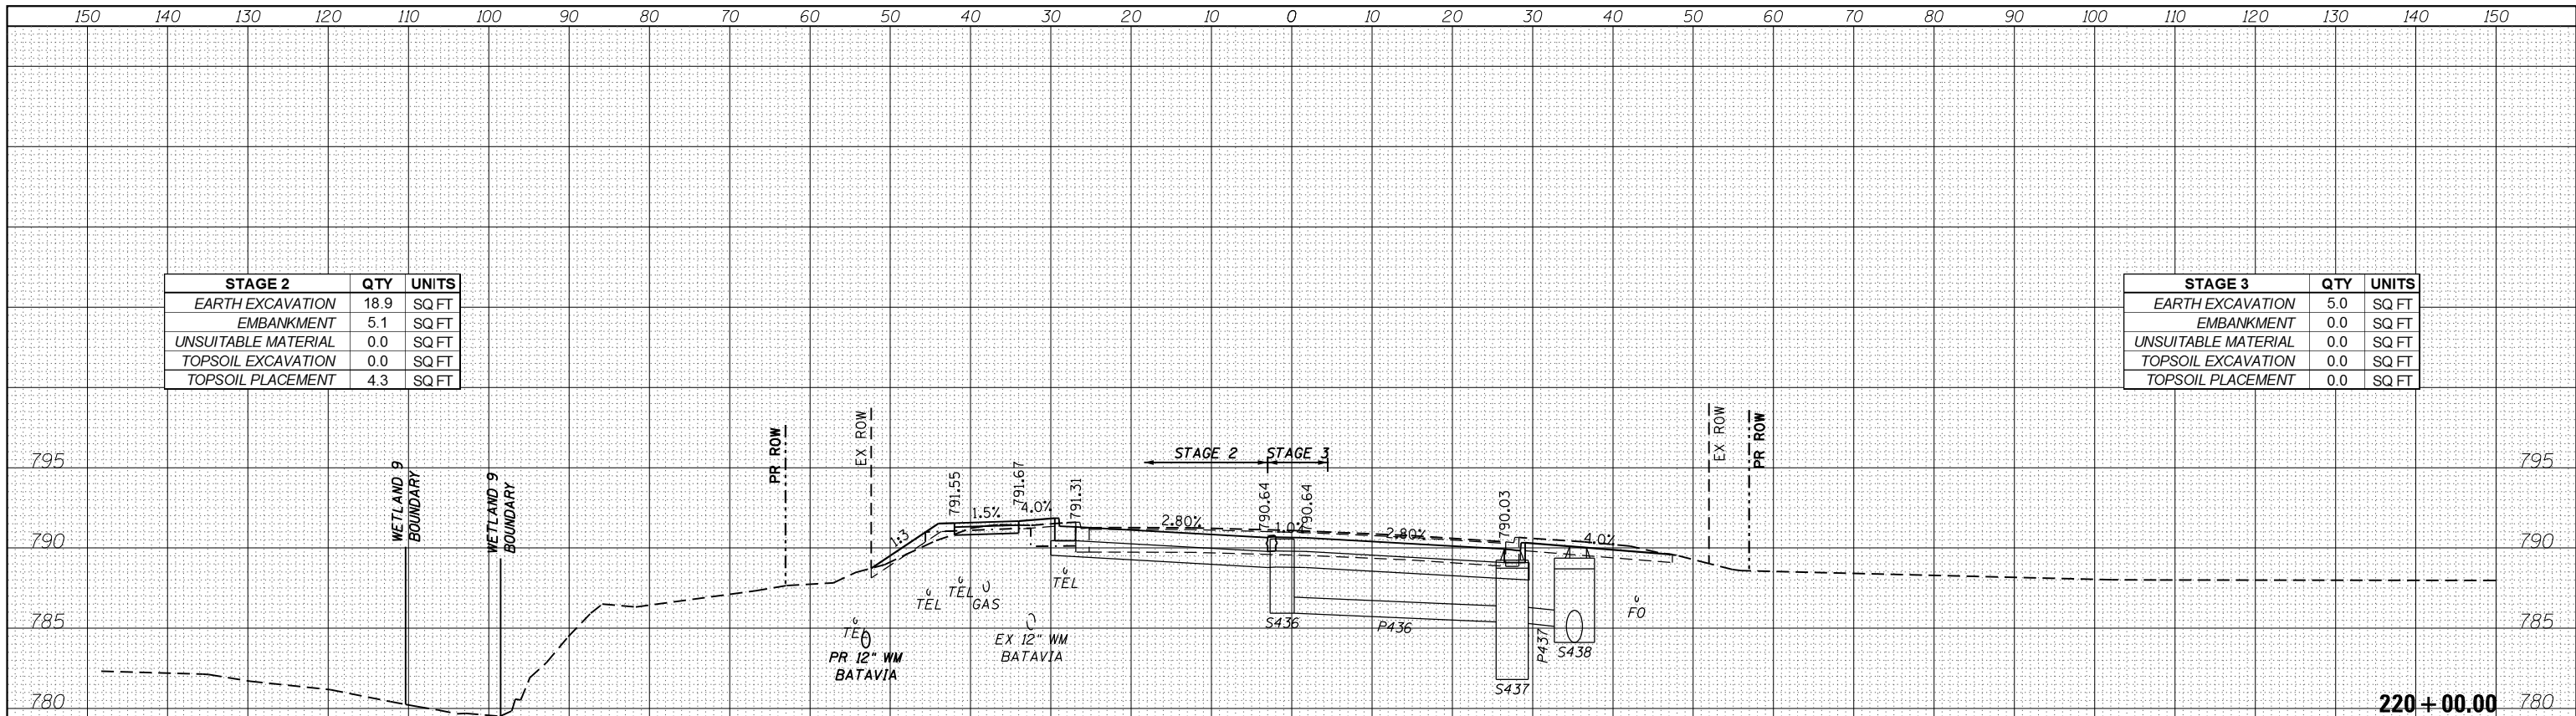 150 140 130 120 110 100 90 80 70 60 50 40 30 20 10 0 10 20 30 40 50 60 70 80 90 100 110 120 130 140 150
STAGE 2 QTY UNITS
EARTH EXCAVATION 18.9 SQ FT
EMBANKMENT 5.1 SQ FT
UNSUITABLE MATERIAL 0.0 SQ FT
TOPSOIL EXCAVATION 0.0 SQ FT
TOPSOIL PLACEMENT 4.3 SQ FT
STAGE 3 QTY UNITS
EARTH EXCAVATION 5.0 SQ FT
EMBANKMENT 0.0 SQ FT
UNSUITABLE MATERIAL 0.0 SQ FT
TOPSOIL EXCAVATION 0.0 SQ FT
TOPSOIL PLACEMENT 0.0 SQ FT
795
790
785
780
WETLAND 9
BOUNDARY
WETLAND 9
BOUNDARY
PR ROW
EX ROW
STAGE 2
STAGE 3
EX ROW
PR ROW
791.55
791.67
791.31
790.64
790.64
790.03
1:3
1.5%
4.0%
2.80%
1.0%
2.80%
4.0%
TEL
TEL
GAS
TEL
TEL
PR 12" WM
BATAVIA
EX 12" WM
BATAVIA
S436
P436
S437
P437
S438
FO
795
790
785
780
220+00.00